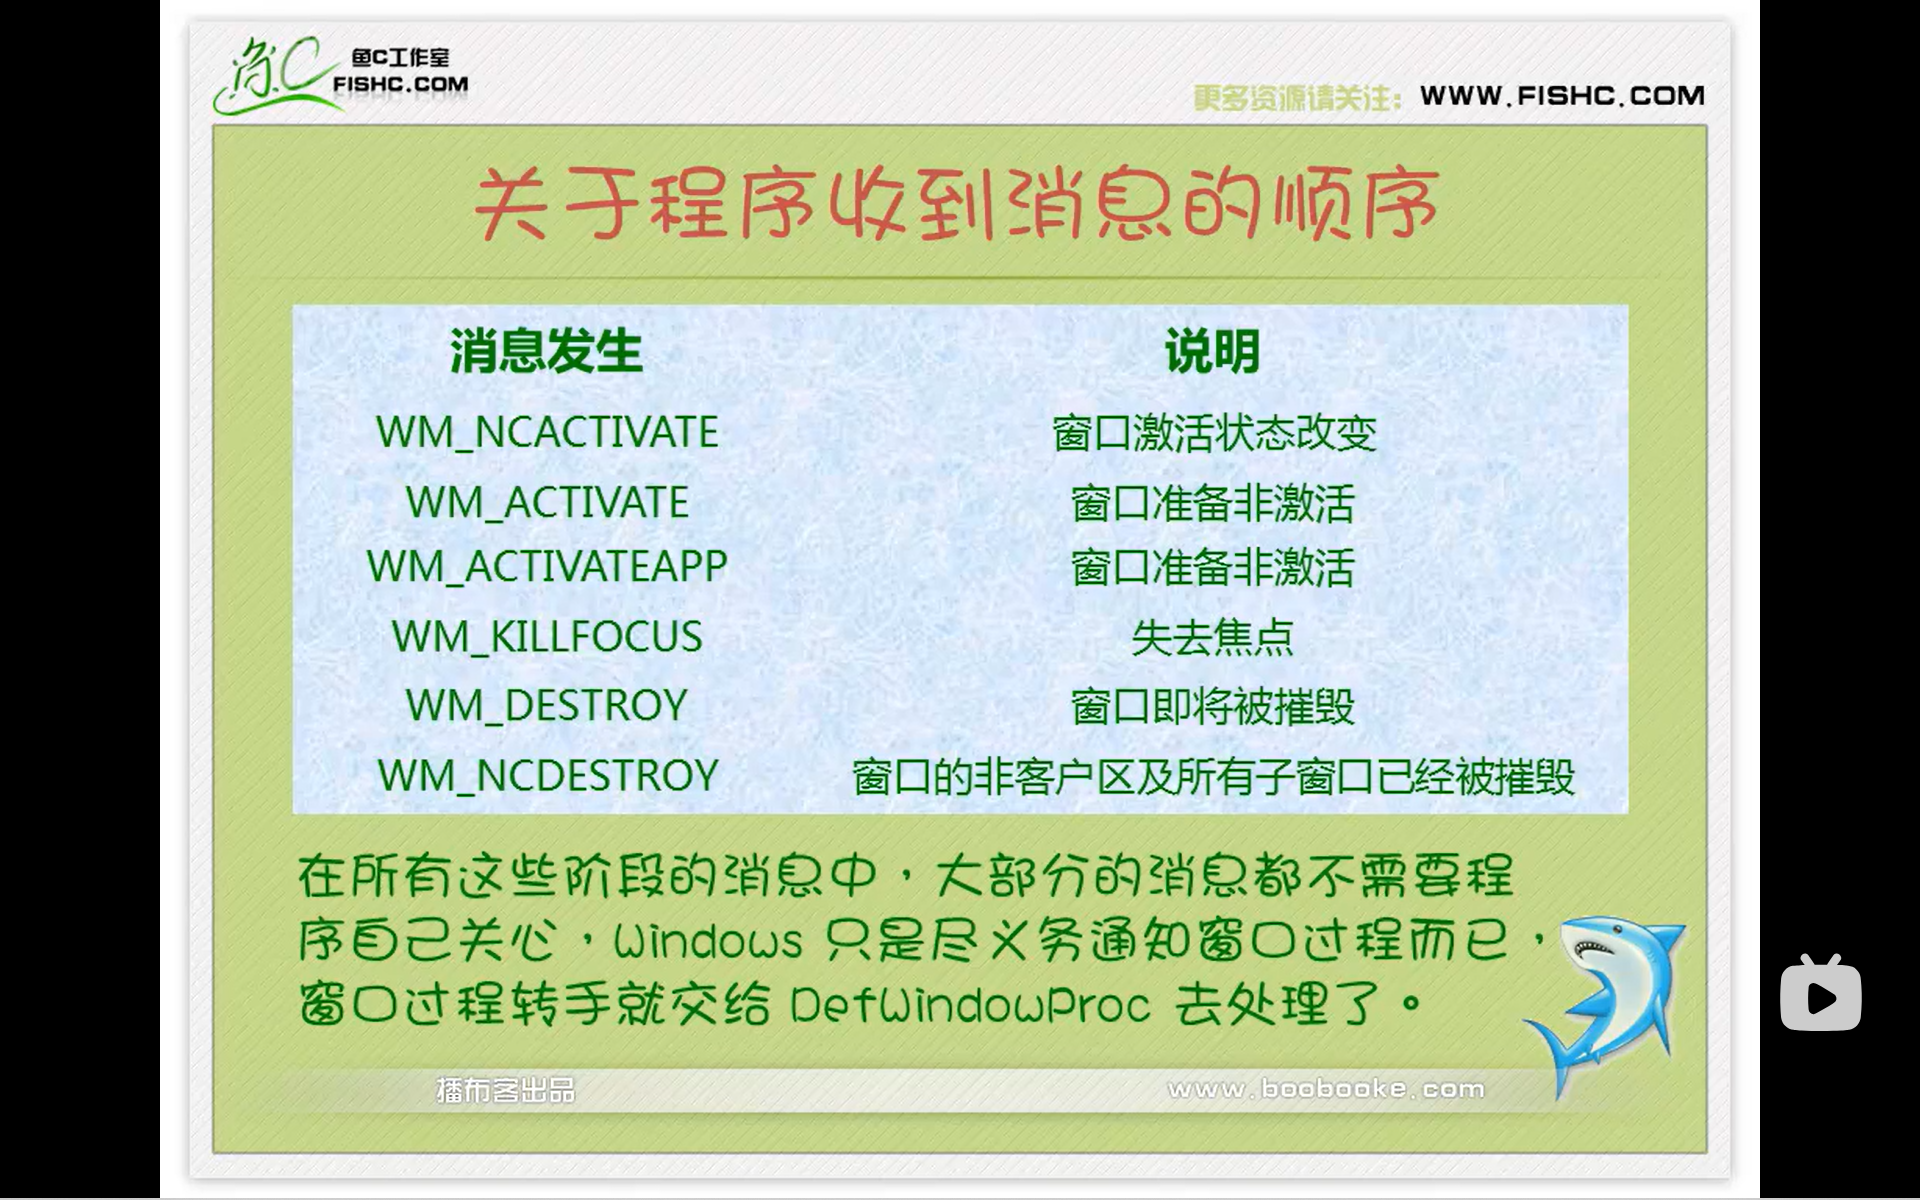 鱼C工作室
FISHC.COM
更多资源请关注： WWW.FISHC.COM
关于程序收到消息的顺序
消息发生 说明
WM_NCACTIVATE 窗口激活状态改变
WM_ACTIVATE 窗口准备非激活
WM_ACTIVATEAPP 窗口准备非激活
WM_KILLFOCUS 失去焦点
WM_DESTROY 窗口即将被摧毁
WM_NCDESTROY 窗口的非客户区及所有子窗口已经被摧毁
在所有这些阶段的消息中，大部分的消息都不需要程
序自己关心，Windows 只是尽义务通知窗口过程而已，
窗口过程转手就交给 DefWindowProc 去处理了。
播布客出品 www.boobooke.com